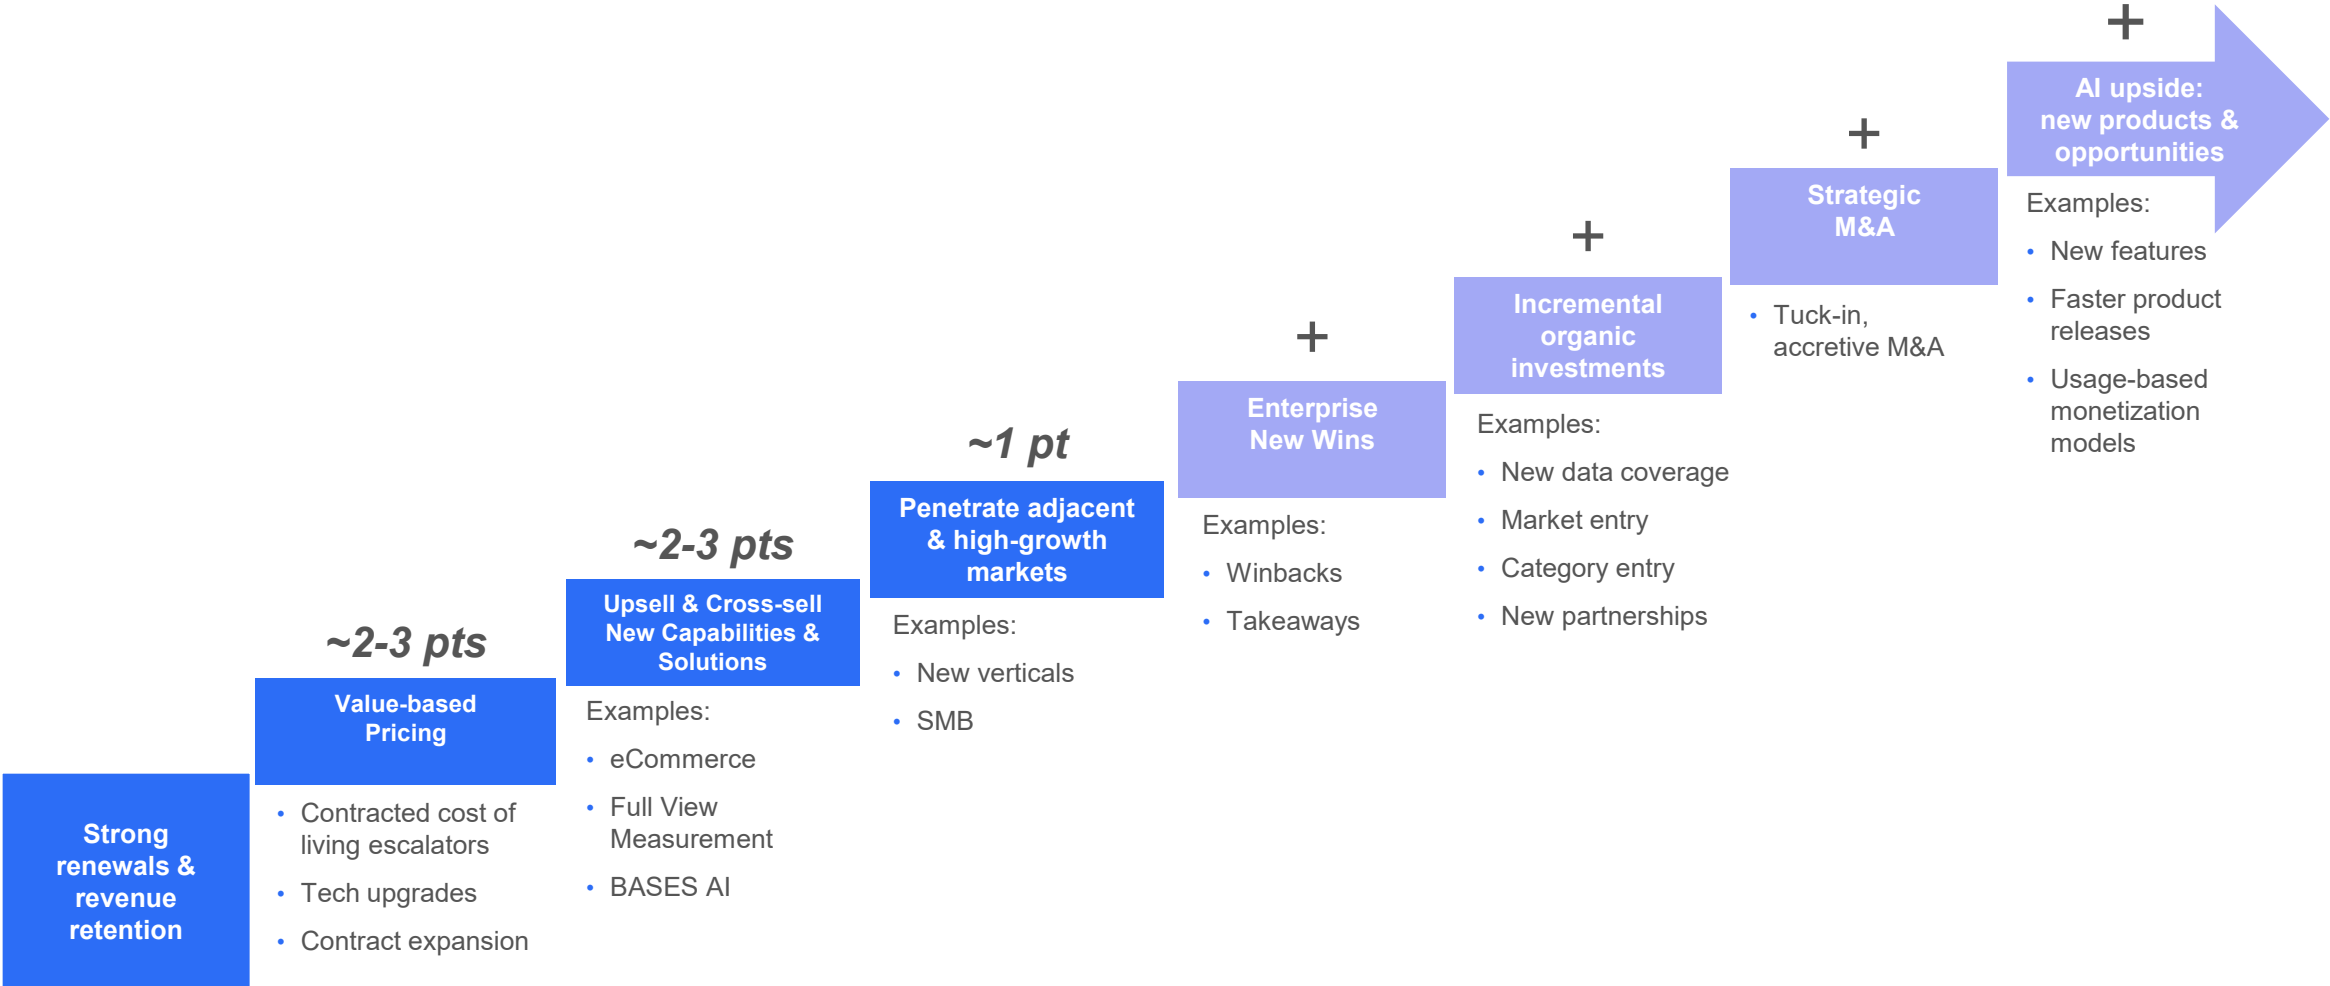 Strong
renewals &
revenue
retention
~2-3 pts
Value-based
Pricing
• Contracted cost of
living escalators
• Tech upgrades
• Contract expansion
~2-3 pts
Upsell & Cross-sell
New Capabilities &
Solutions
Examples:
• eCommerce
• Full View
Measurement
• BASES AI
~1 pt
Penetrate adjacent
& high-growth
markets
Examples:
• New verticals
• SMB
+
Enterprise
New Wins
Examples:
• Winbacks
• Takeaways
+
Incremental
organic
investments
Examples:
• New data coverage
• Market entry
• Category entry
• New partnerships
+
Strategic
M&A
• Tuck-in,
accretive M&A
+
AI upside:
new products &
opportunities
Examples:
• New features
• Faster product
releases
• Usage-based
monetization
models